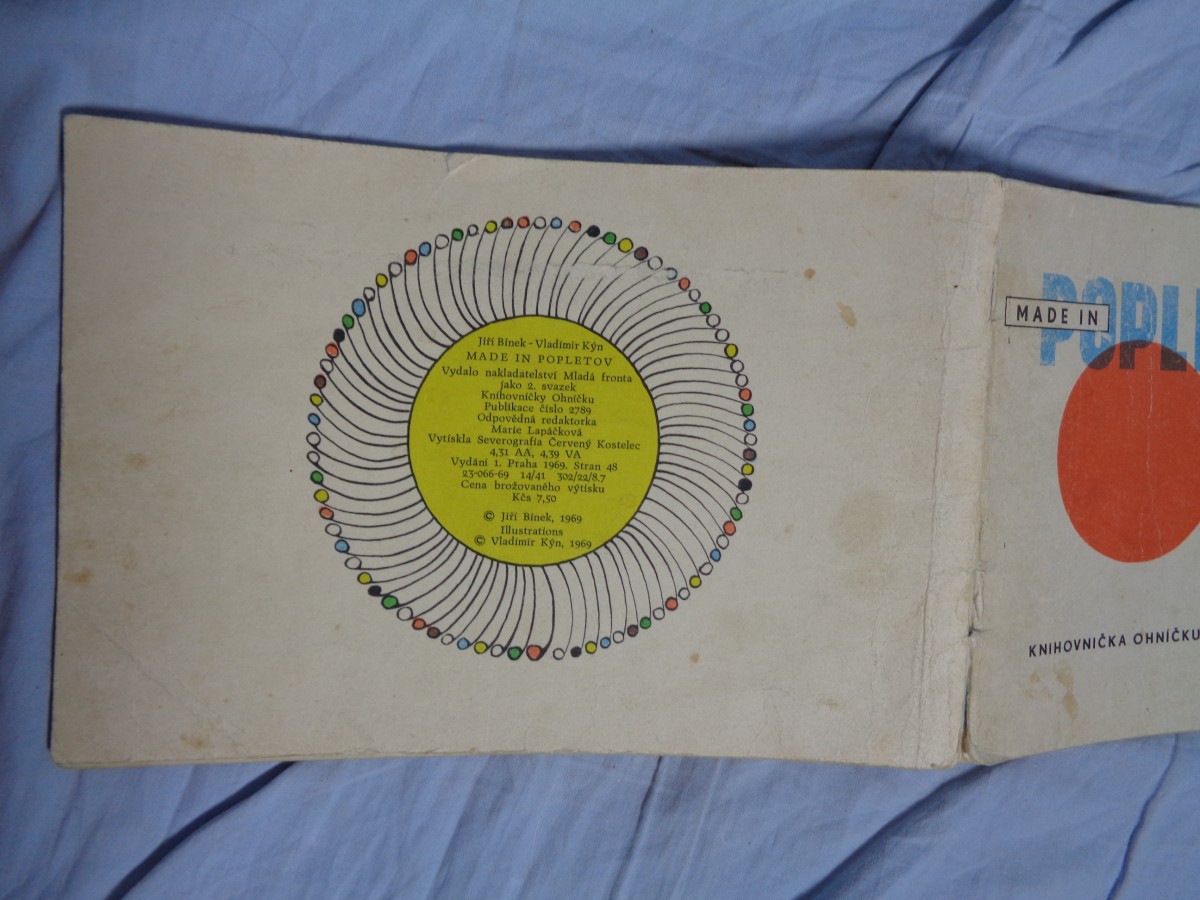 Jiří Bínek - Vladimír Kýn
MADE IN POPLETOV
Vydalo nakladatelství Mladá fronta
jako 2. svazek
Knihovničky Ohníčku
Publikace číslo 2789
Odpovědná redaktorka
Marie Lapáčková
Vytiskla Severografia Červený Kostelec
4,31 AA, 4,39 VA
Vydání 1. Praha 1969. Stran 48
23-066-69 14/41 302/22/8.7
Cena brožovaného výtisku
Kčs 7,50
© Jiří Bínek, 1969
Illustrations
© Vladimír Kýn, 1969
MADE IN
POPL
KNIHOVNIČKA OHNÍČKU